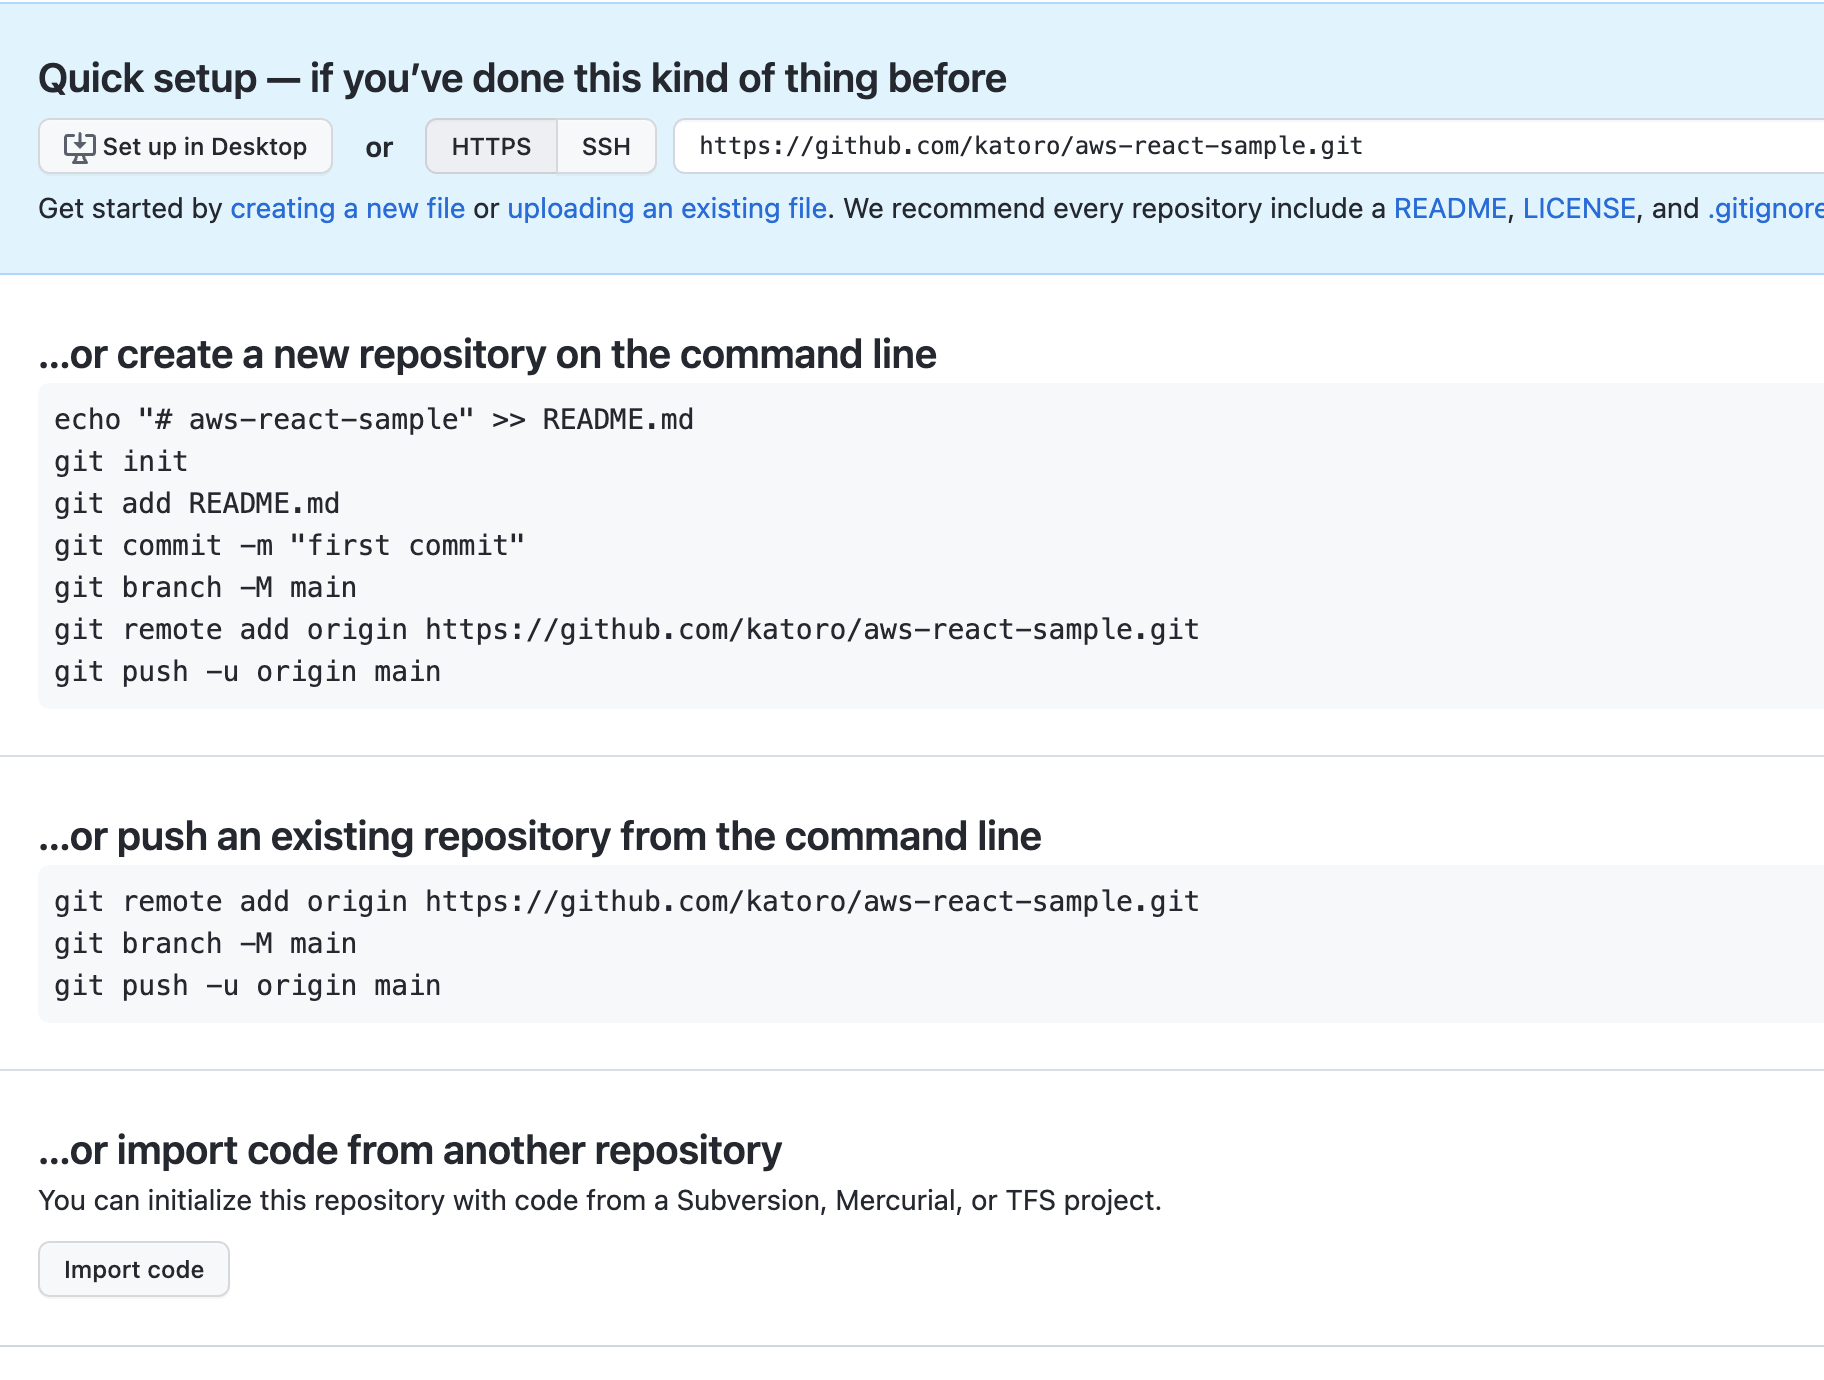 Quick setup — if you’ve done this kind of thing before
Set up in Desktop or HTTPS SSH https://github.com/katoro/aws-react-sample.git
Get started by creating a new file or uploading an existing file. We recommend every repository include a README, LICENSE, and .gitignore
...or create a new repository on the command line
echo "# aws-react-sample" >> README.md
git init
git add README.md
git commit -m "first commit"
git branch -M main
git remote add origin https://github.com/katoro/aws-react-sample.git
git push -u origin main
...or push an existing repository from the command line
git remote add origin https://github.com/katoro/aws-react-sample.git
git branch -M main
git push -u origin main
...or import code from another repository
You can initialize this repository with code from a Subversion, Mercurial, or TFS project.
Import code